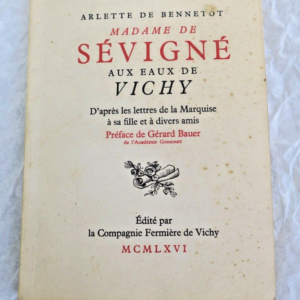 ARLETTE DE BENNETOT
MADAME DE
SÉVIGNÉ
AUX EAUX DE
VICHY
D'après les lettres de la Marquise
à sa fille et à divers amis
Préface de Gérard Bauer
de l'Académie Goncourt
Édité par
la Compagnie Fermière de Vichy
MCMLXVI